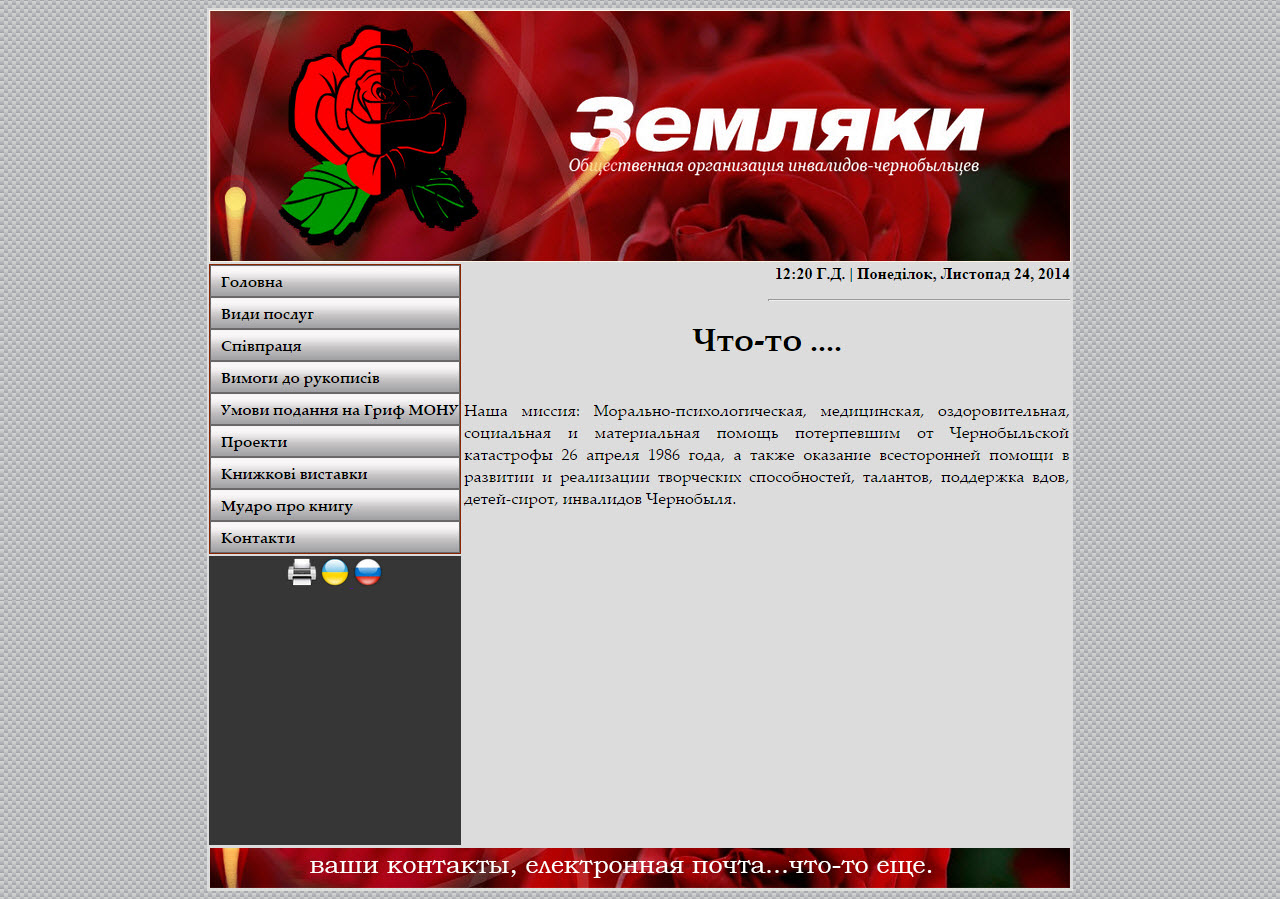 Земляки
Общественная организация инвалидов-чернобыльцев
12:20 Г.Д. | Понеділок, Листопад 24, 2014
Головна
Види послуг
Співпраця
Вимоги до рукописів
Умови подання на Гриф МОНУ
Проекти
Книжкові виставки
Мудро про книгу
Контакти
Что-то ....
Наша миссия: Морально-психологическая, медицинская, оздоровительная,
социальная и материальная помощь потерпевшим от Чернобыльской
катастрофы 26 апреля 1986 года, а также оказание всесторонней помощи в
развитии и реализации творческих способностей, талантов, поддержка вдов,
детей-сирот, инвалидов Чернобыля.
ваши контакты, електронная почта...что-то еще.